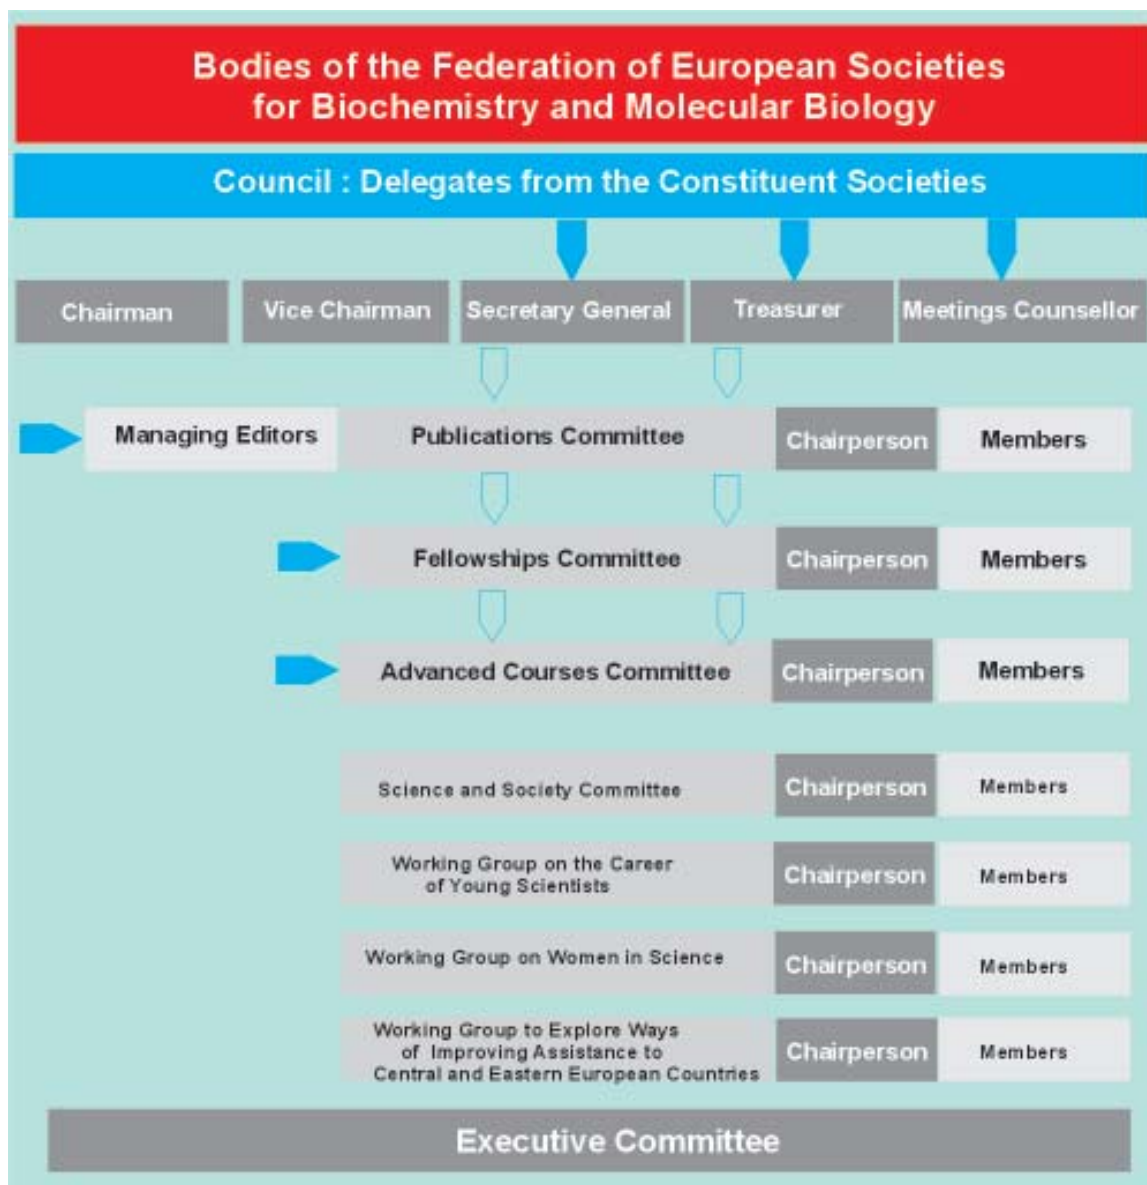 Bodies of the Federation of European Societies
for Biochemistry and Molecular Biology
Council : Delegates from the Constituent Societies
Chairman
Vice Chairman
Secretary General
Treasurer
Meetings Counsellor
Managing Editors
Publications Committee
Chairperson
Members
Fellowships Committee
Chairperson
Members
Advanced Courses Committee
Chairperson
Members
Science and Society Committee
Chairperson
Members
Working Group on the Career
of Young Scientists
Chairperson
Members
Working Group on Women in Science
Chairperson
Members
Working Group to Explore Ways
of Improving Assistance to
Central and Eastern European Countries
Chairperson
Members
Executive Committee